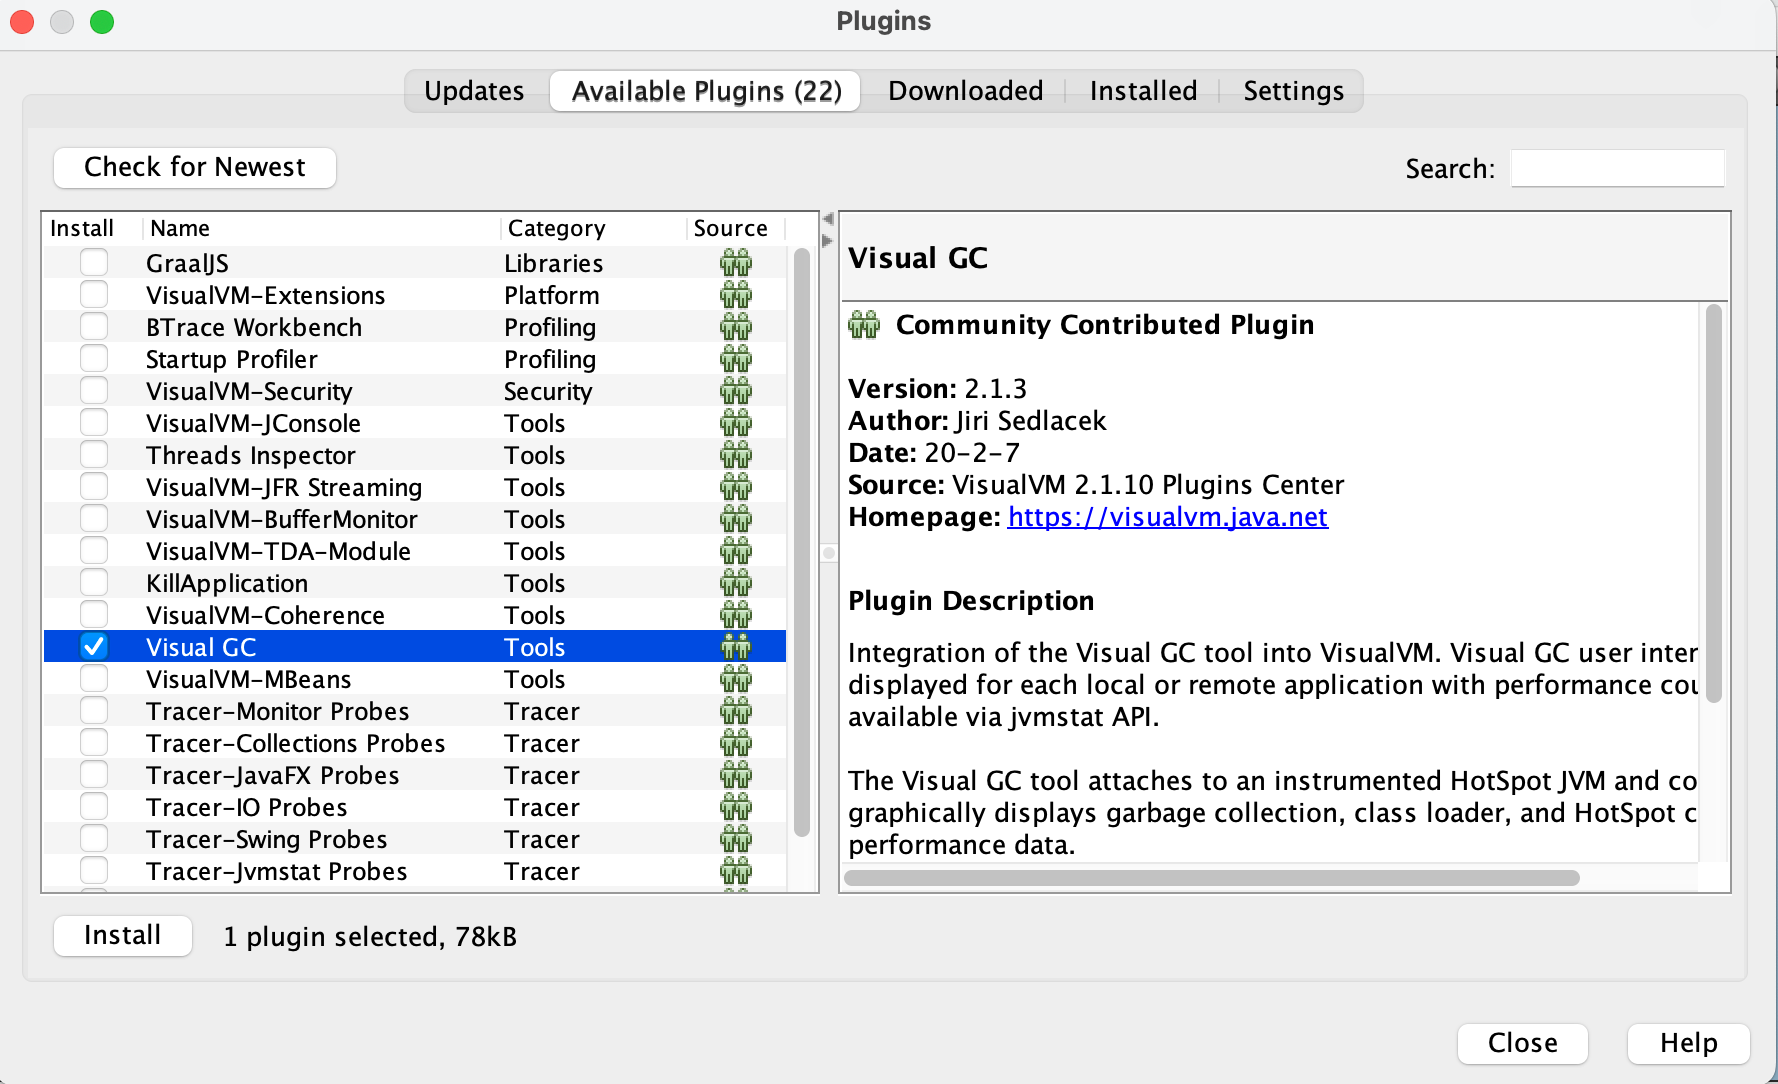 Plugins
Updates Available Plugins (22) Downloaded Installed Settings
Check for Newest Search:
Install Name Category Source
GraalJS Libraries
VisualVM-Extensions Platform
BTrace Workbench Profiling
Startup Profiler Profiling
VisualVM-Security Security
VisualVM-JConsole Tools
Threads Inspector Tools
VisualVM-JFR Streaming Tools
VisualVM-BufferMonitor Tools
VisualVM-TDA-Module Tools
KillApplication Tools
VisualVM-Coherence Tools
Visual GC Tools
VisualVM-MBeans Tools
Tracer-Monitor Probes Tracer
Tracer-Collections Probes Tracer
Tracer-JavaFX Probes Tracer
Tracer-IO Probes Tracer
Tracer-Swing Probes Tracer
Tracer-Jvmstat Probes Tracer
Visual GC
Community Contributed Plugin
Version: 2.1.3
Author: Jiri Sedlacek
Date: 20-2-7
Source: VisualVM 2.1.10 Plugins Center
Homepage: https://visualvm.java.net
Plugin Description
Integration of the Visual GC tool into VisualVM. Visual GC user inter
displayed for each local or remote application with performance cou
available via jvmstat API.
The Visual GC tool attaches to an instrumented HotSpot JVM and co
graphically displays garbage collection, class loader, and HotSpot c
performance data.
Install 1 plugin selected, 78kB
Close Help